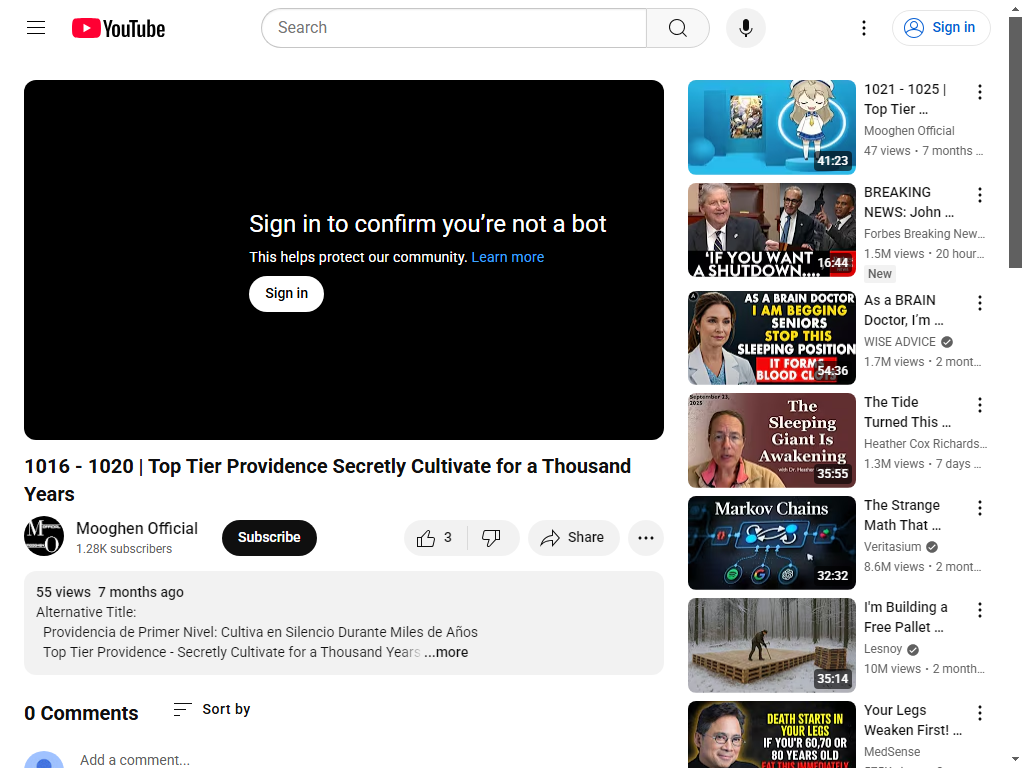 YouTube
Search
Sign in
Sign in to confirm you’re not a bot
This helps protect our community. Learn more
Sign in
1016 - 1020 | Top Tier Providence Secretly Cultivate for a Thousand
Years
Mooghen Official
1.28K subscribers
Subscribe
3
Share
55 views 7 months ago
Alternative Title:
Providencia de Primer Nivel: Cultiva en Silencio Durante Miles de Años
Top Tier Providence - Secretly Cultivate for a Thousand Years ...more
0 Comments
Sort by
Add a comment...
41:23
1021 - 1025 |
Top Tier ...
Mooghen Official
47 views • 7 months ...
'IF YOU WANT
A SHUTDOWN....
16:44
BREAKING
NEWS: John ...
Forbes Breaking New...
1.5M views • 20 hour...
New
AS A BRAIN DOCTOR
I AM BEGGING
SENIORS
STOP THIS
SLEEPING POSITION
IT FORMS
BLOOD
54:36
As a BRAIN
Doctor, I’m ...
WISE ADVICE
1.7M views • 2 mont...
September 23,
2025
The
Sleeping
Giant Is
Awakening
with Dr. Heather
35:55
The Tide
Turned This ...
Heather Cox Richards...
1.3M views • 7 days ...
Markov Chains
32:32
The Strange
Math That ...
Veritasium
8.6M views • 2 mont...
35:14
I'm Building a
Free Pallet ...
Lesnoy
10M views • 2 month...
DEATH STARTS IN
YOUR LEGS
IF YOU'R 60,70 OR
80 YEARS OLD
EAT THIS IMMEDIATELY
Your Legs
Weaken First! ...
MedSense